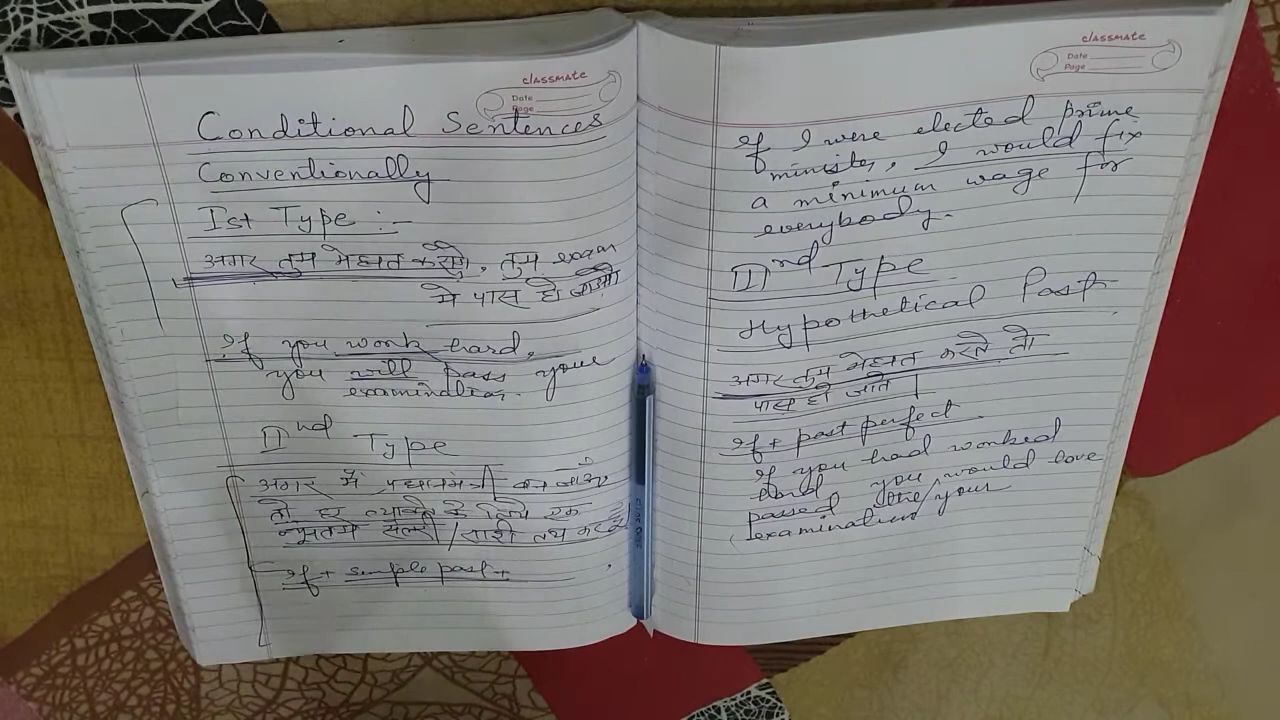 classmate
Date
Page
Conditional Sentences
Conventionally
Ist Type :-
अगर तुम मेहनत करोगे, तुम exam
मे पास हो जाओगे
If you work hard,
you will pass your
examination.
IInd Type
अगर में प्रधानमंत्री बन जाऊ
तो हर व्यक्ति के लिये एक
न्यूनतम सैलरी / तय कर दूँ
If + simple past +
classmate
Date
Page
If I were elected prime
minister, I would fix
a minimum wage for
everybody.
IInd Type
Hypothetical Past
अगर तुम मेहनत करते तो
पास हो जाते |
If + past perfect
If you had worked
hard you would have
passed the/your
examination